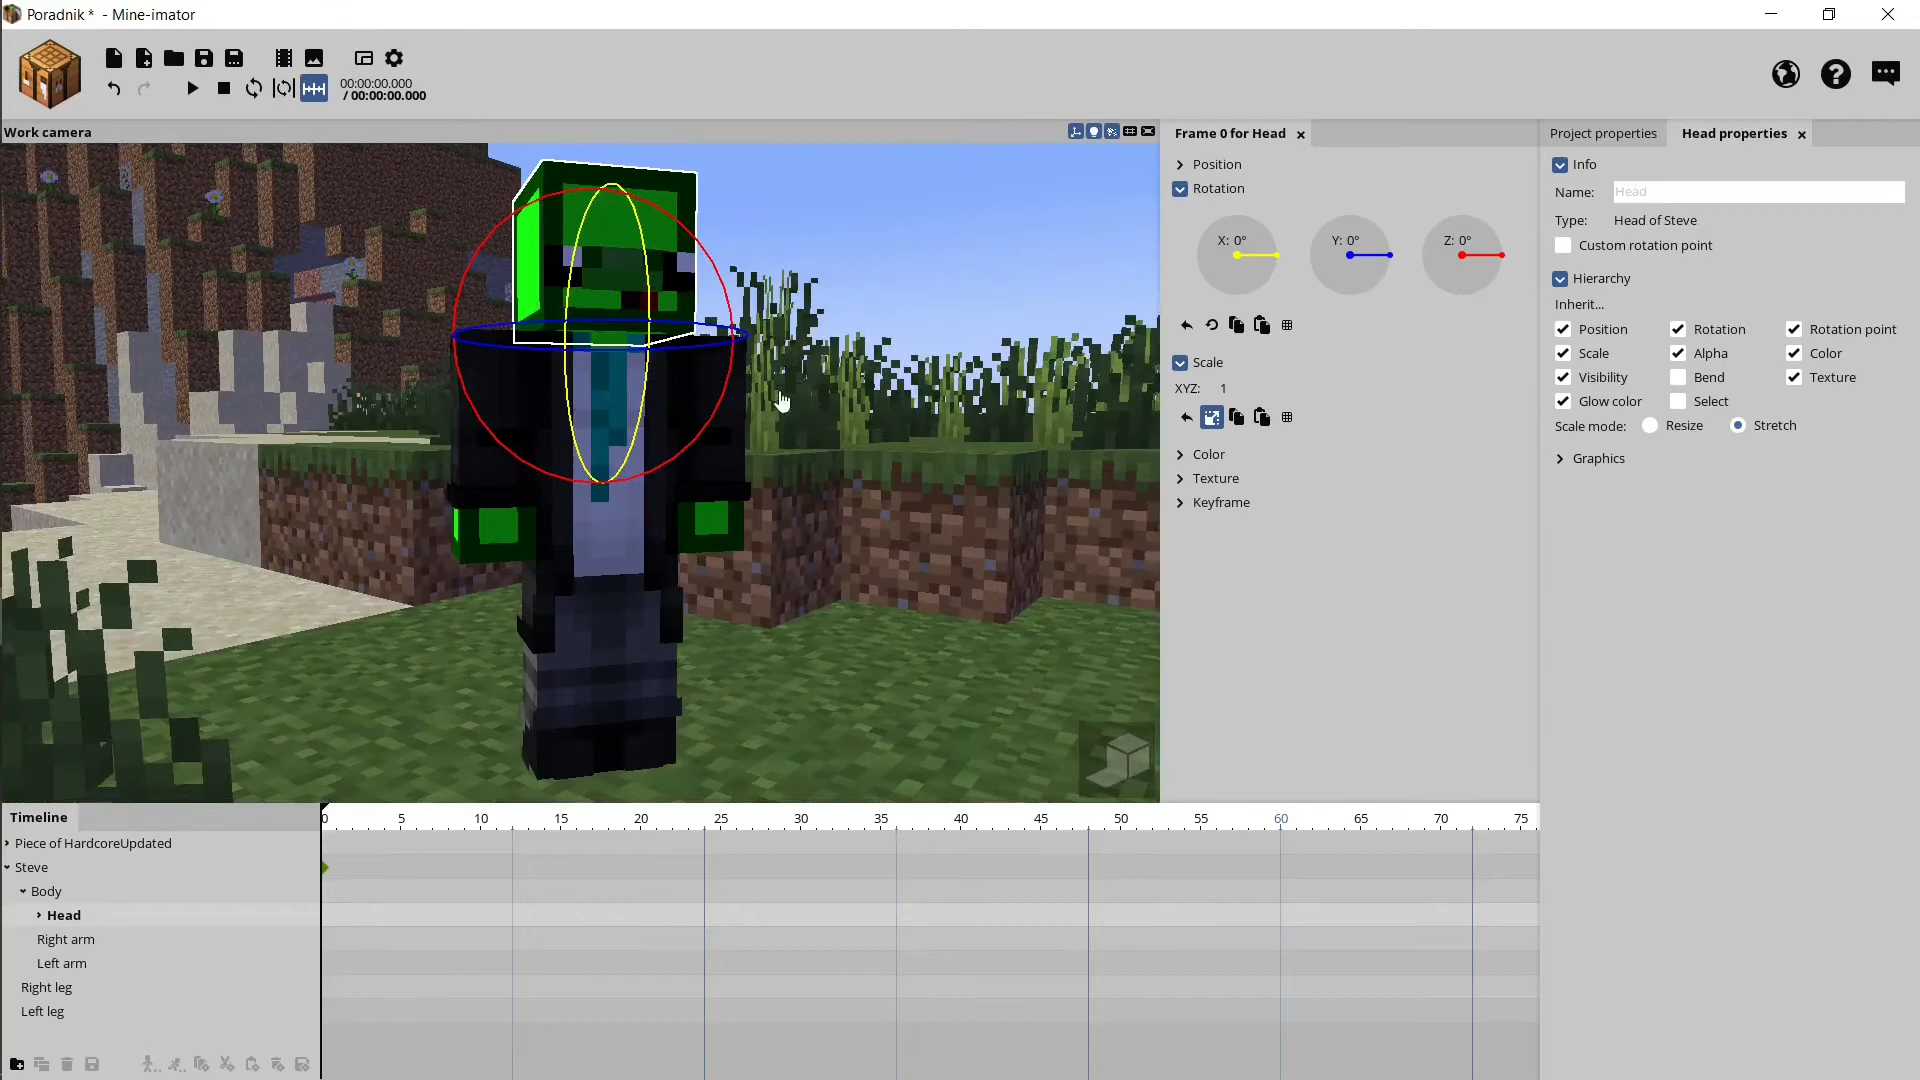 Poradnik * - Mine-imator
00:00:00.000
/ 00:00:00.000
Work camera
Frame 0 for Head
Position
Rotation
X: 0°
Y: 0°
Z: 0°
Scale
XYZ: 1
Color
Texture
Keyframe
Project properties
Head properties
Info
Name: Head
Type: Head of Steve
Custom rotation point
Hierarchy
Inherit...
Position
Rotation
Rotation point
Scale
Alpha
Color
Visibility
Bend
Texture
Glow color
Select
Scale mode: Resize Stretch
Graphics
Timeline
0 5 10 15 20 25 30 35 40 45 50 55 60 65 70 75
Piece of HardcoreUpdated
Steve
Body
Head
Right arm
Left arm
Right leg
Left leg